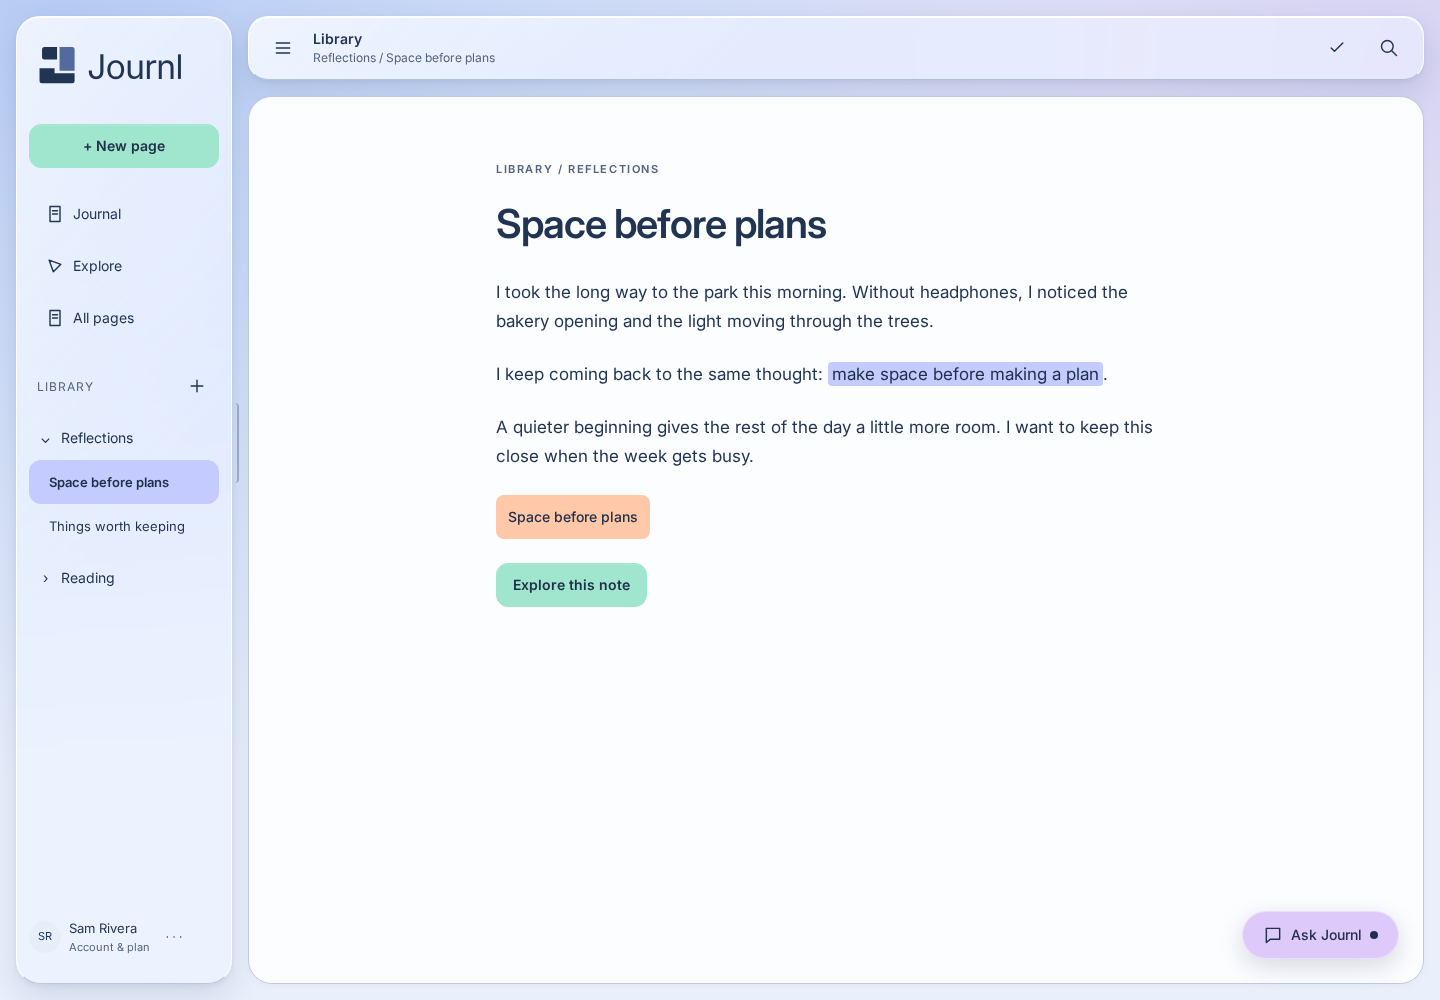 Journl
+ New page
Journal
Explore
All pages
LIBRARY
Reflections
Space before plans
Things worth keeping
Reading
SR
Sam Rivera
Account & plan
Library
Reflections / Space before plans
LIBRARY / REFLECTIONS
Space before plans
I took the long way to the park this morning. Without headphones, I noticed the
bakery opening and the light moving through the trees.
I keep coming back to the same thought: make space before making a plan.
A quieter beginning gives the rest of the day a little more room. I want to keep this
close when the week gets busy.
Space before plans
Explore this note
Ask Journl